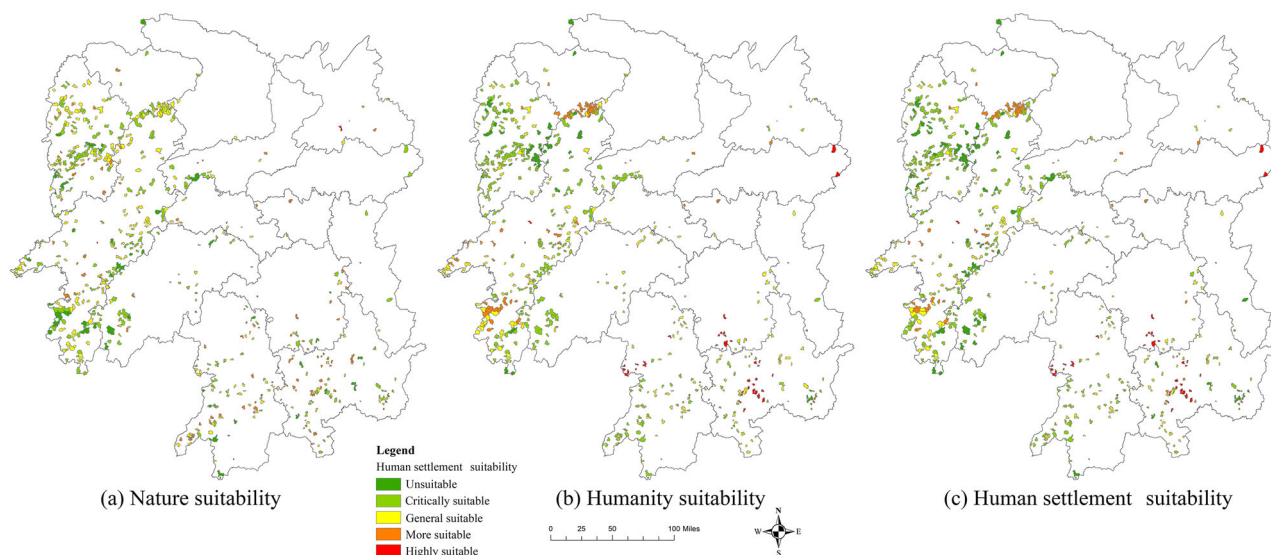 (a) Nature suitability
Legend
Human settlement suitability
Unsuitable
Critically suitable
General suitable
More suitable
Highly suitable
(b) Humanity suitability
0 25 50 100 Miles
N
W E
S
(c) Human settlement suitability